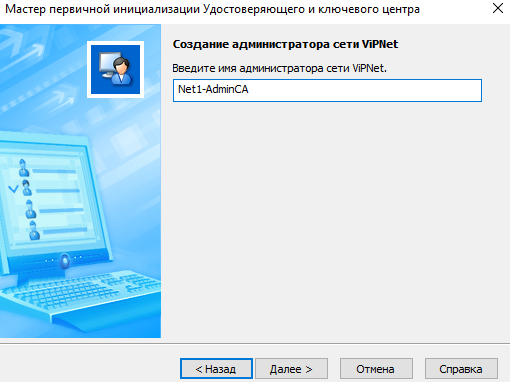 Мастер первичной инициализации Удостоверяющего и ключевого центра
Создание администратора сети ViPNet
Введите имя администратора сети ViPNet.
Net1-AdminCA
< Назад
Далее >
Отмена
Справка